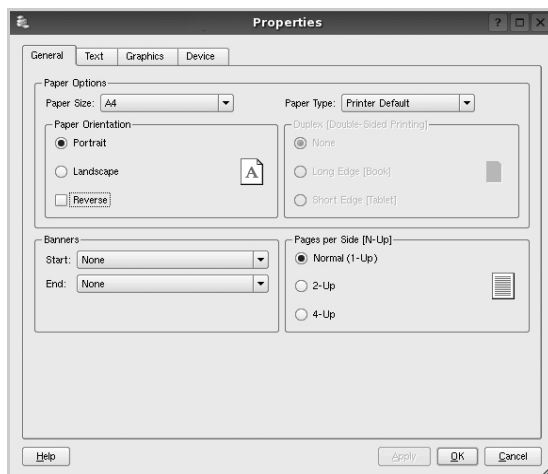 Properties
General Text Graphics Device
Paper Options
Paper Size: A4 Paper Type: Printer Default
Paper Orientation Duplex [Double-Sided Printing]
Portrait None
Landscape A Long Edge [Book]
Reverse Short Edge [Tablet]
Banners Pages per Side [N-Up]
Start: None Normal (1-Up)
End: None 2-Up
4-Up
Help Apply OK Cancel